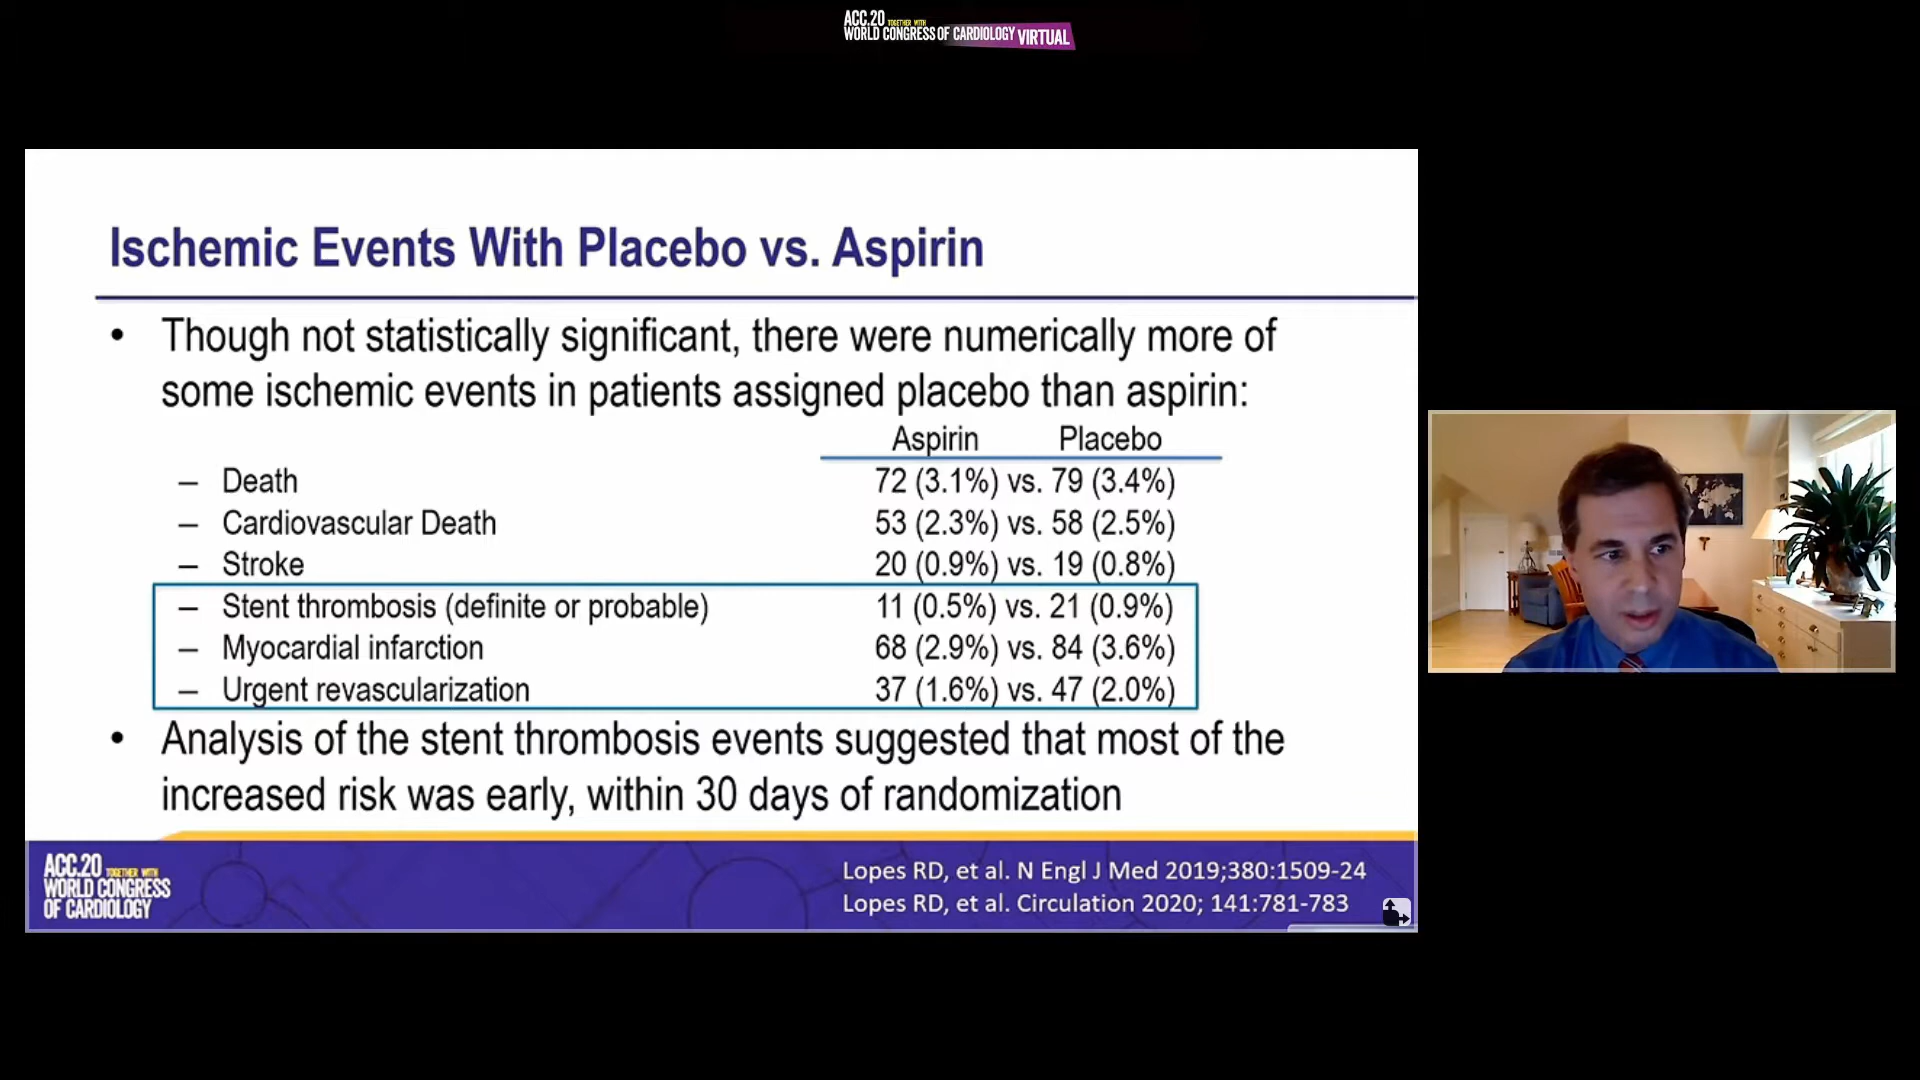 ACC.20 TOGETHER WITH
WORLD CONGRESS OF CARDIOLOGY VIRTUAL
Ischemic Events With Placebo vs. Aspirin
• Though not statistically significant, there were numerically more of
some ischemic events in patients assigned placebo than aspirin:
Aspirin Placebo
– Death 72 (3.1%) vs. 79 (3.4%)
– Cardiovascular Death 53 (2.3%) vs. 58 (2.5%)
– Stroke 20 (0.9%) vs. 19 (0.8%)
– Stent thrombosis (definite or probable) 11 (0.5%) vs. 21 (0.9%)
– Myocardial infarction 68 (2.9%) vs. 84 (3.6%)
– Urgent revascularization 37 (1.6%) vs. 47 (2.0%)
• Analysis of the stent thrombosis events suggested that most of the
increased risk was early, within 30 days of randomization
ACC.20 TOGETHER WITH
WORLD CONGRESS
OF CARDIOLOGY
Lopes RD, et al. N Engl J Med 2019;380:1509-24
Lopes RD, et al. Circulation 2020; 141:781-783